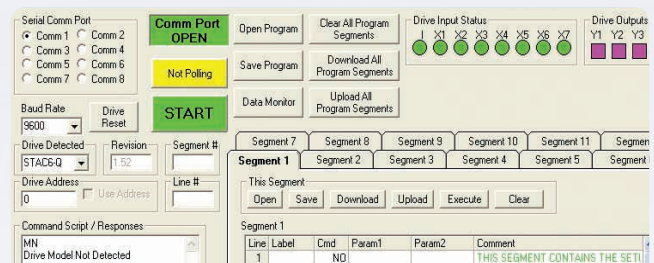 Serial Comm Port
Comm 1 Comm 2
Comm 3 Comm 4
Comm 5 Comm 6
Comm 7 Comm 8
Comm Port OPEN
Not Polling
START
Baud Rate
9600
Drive Reset
Drive Detected
STAC6-Q
Revision
1.52
Segment #
Drive Address
0
Use Address
Line #
Command Script / Responses
MN
Drive Model Not Detected
Open Program
Clear All Program Segments
Save Program
Download All Program Segments
Data Monitor
Upload All Program Segments
Drive Input Status
I X1 X2 X3 X4 X5 X6 X7
Drive Outputs
Y1 Y2 Y3
Segment 7 Segment 8 Segment 9 Segment 10 Segment 11
Segment 1 Segment 2 Segment 3 Segment 4 Segment 5
This Segment
Open Save Download Upload Execute Clear
Segment 1
Line Label Cmd Param1 Param2 Comment
1 NO THIS SEGMENT CONTAINS THE